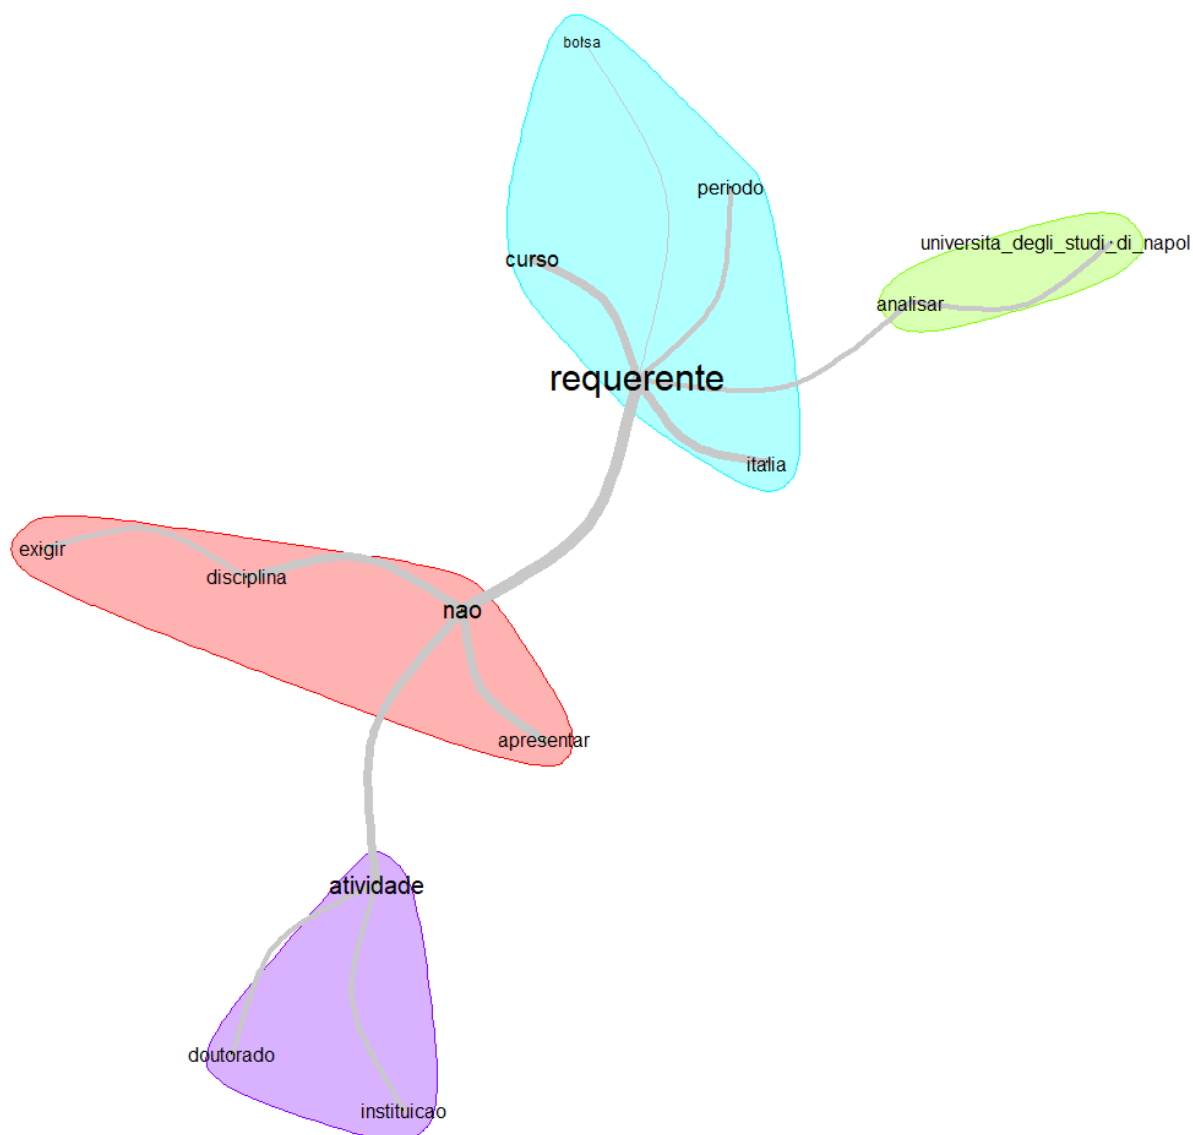 bolsa
periodo
universita_degli_studi_di_napol
curso
analisar
requerente
italia
exigir
disciplina
nao
apresentar
atividade
doutorado
instituicao